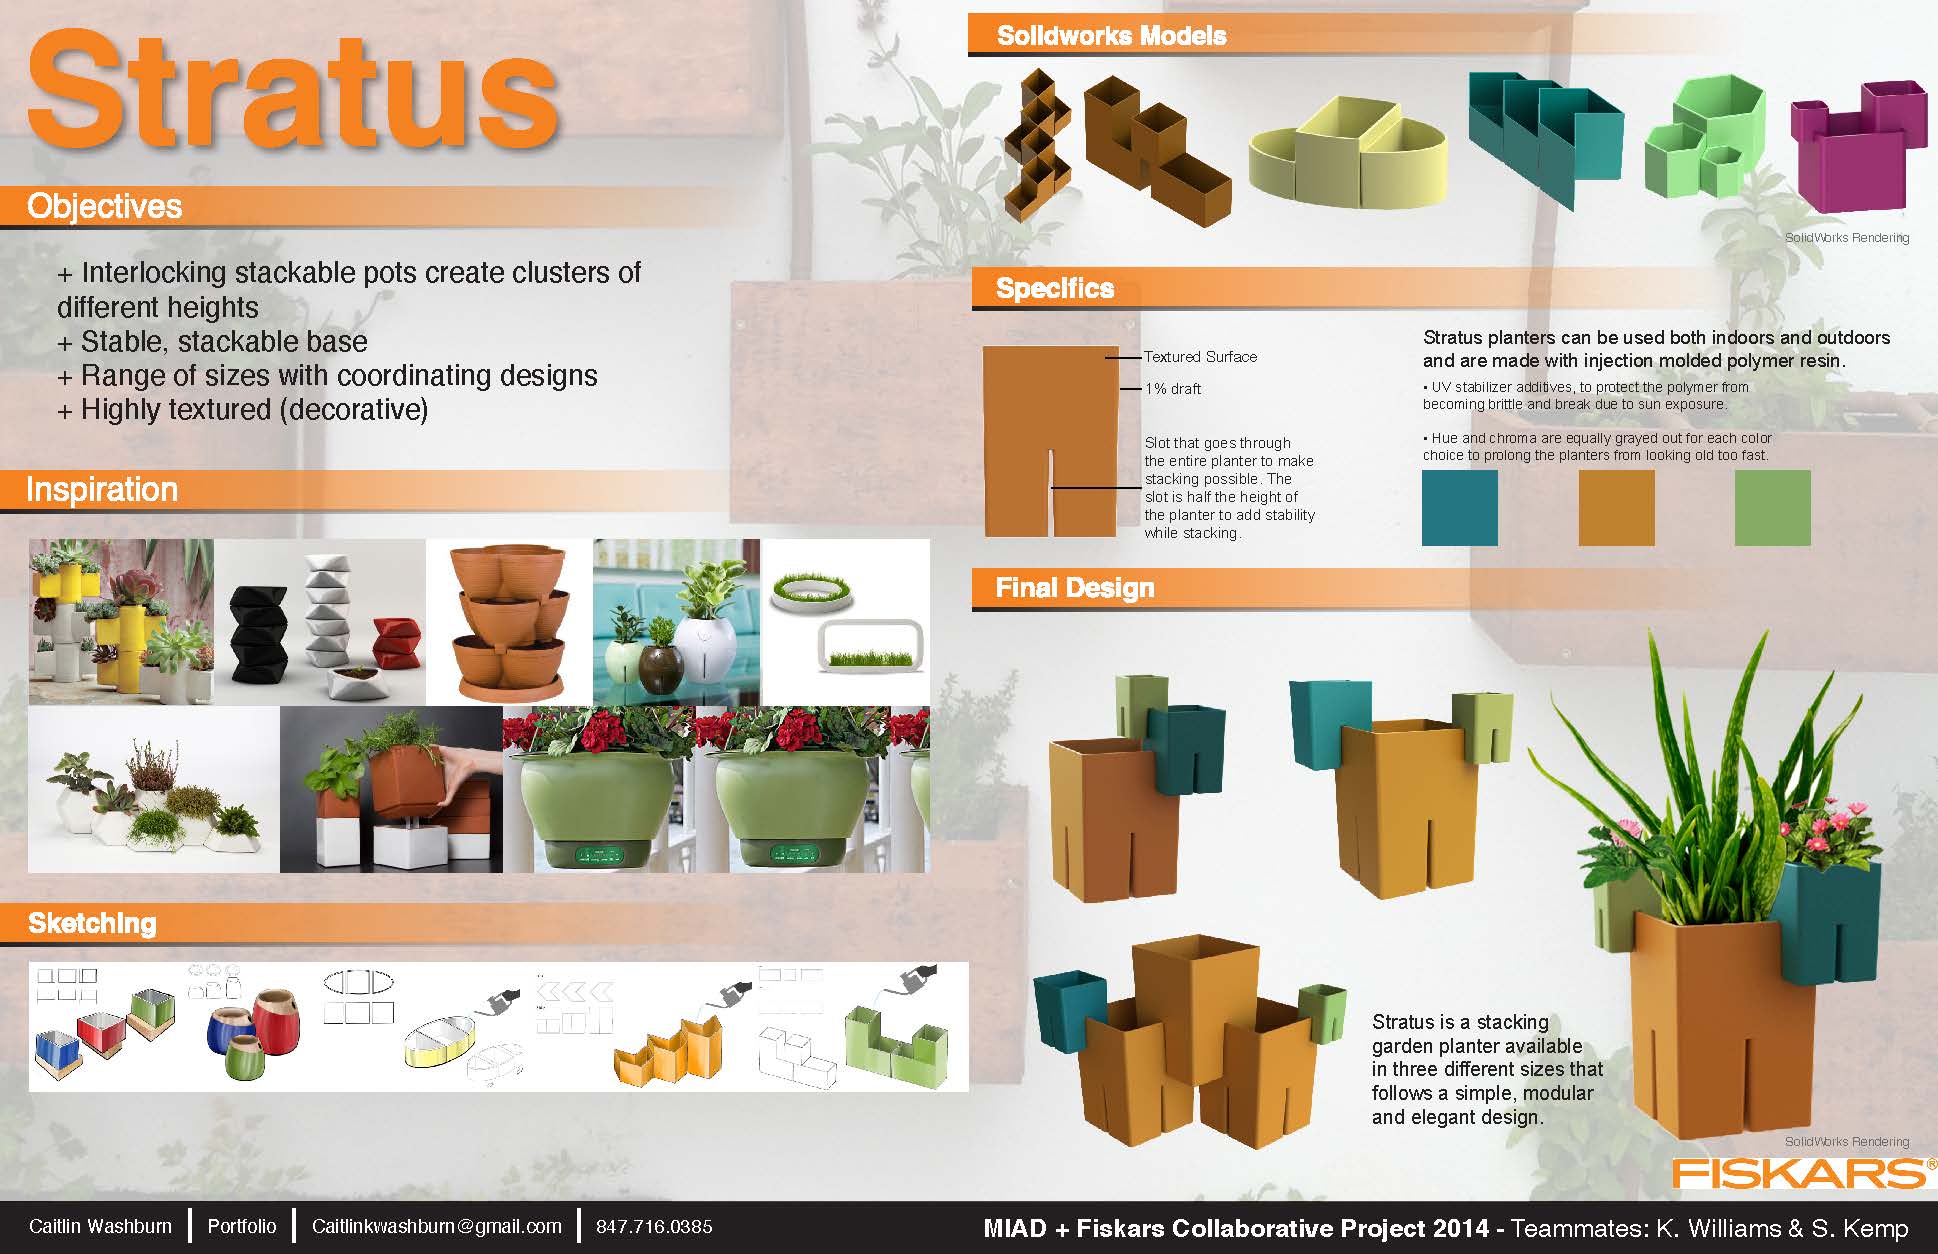 Stratus
Objectives
+ Interlocking stackable pots create clusters of
different heights
+ Stable, stackable base
+ Range of sizes with coordinating designs
+ Highly textured (decorative)
Inspiration
Sketching
Solidworks Models
SolidWorks Rendering
Specifics
Textured Surface
1% draft
Slot that goes through
the entire planter to make
stacking possible. The
slot is half the height of
the planter to add stability
while stacking.
Stratus planters can be used both indoors and outdoors
and are made with injection molded polymer resin.
• UV stabilizer additives, to protect the polymer from
becoming brittle and break due to sun exposure.
• Hue and chroma are equally grayed out for each color
choice to prolong the planters from looking old too fast.
Final Design
Stratus is a stacking
garden planter available
in three different sizes that
follows a simple, modular
and elegant design.
SolidWorks Rendering
FISKARS®
Caitlin Washburn | Portfolio | Caitlinkwashburn@gmail.com | 847.716.0385
MIAD + Fiskars Collaborative Project 2014 - Teammates: K. Williams & S. Kemp